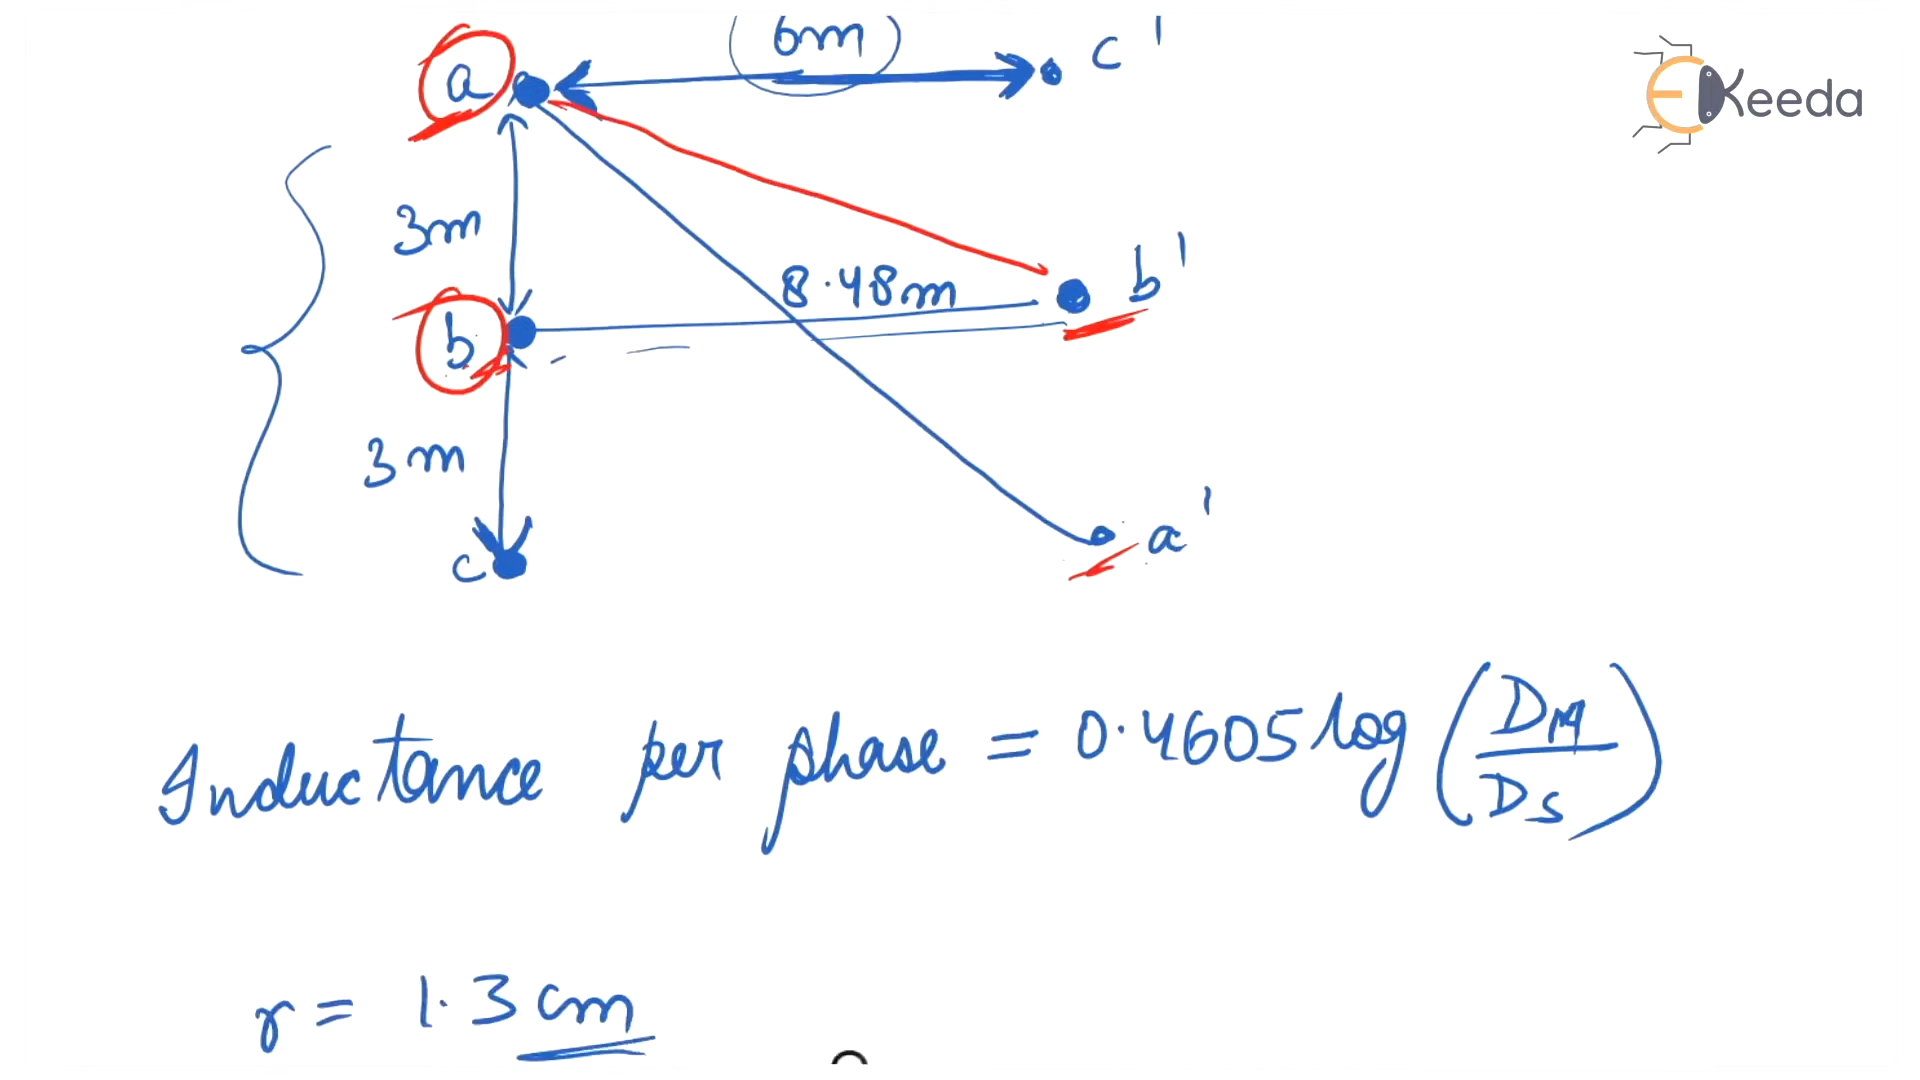 6m
a
c'
EKeeda
3m
8.48m
b'
b
3m
c
a'
Inductance per phase = 0.4605 log (DM/DS)
r = 1.3 cm